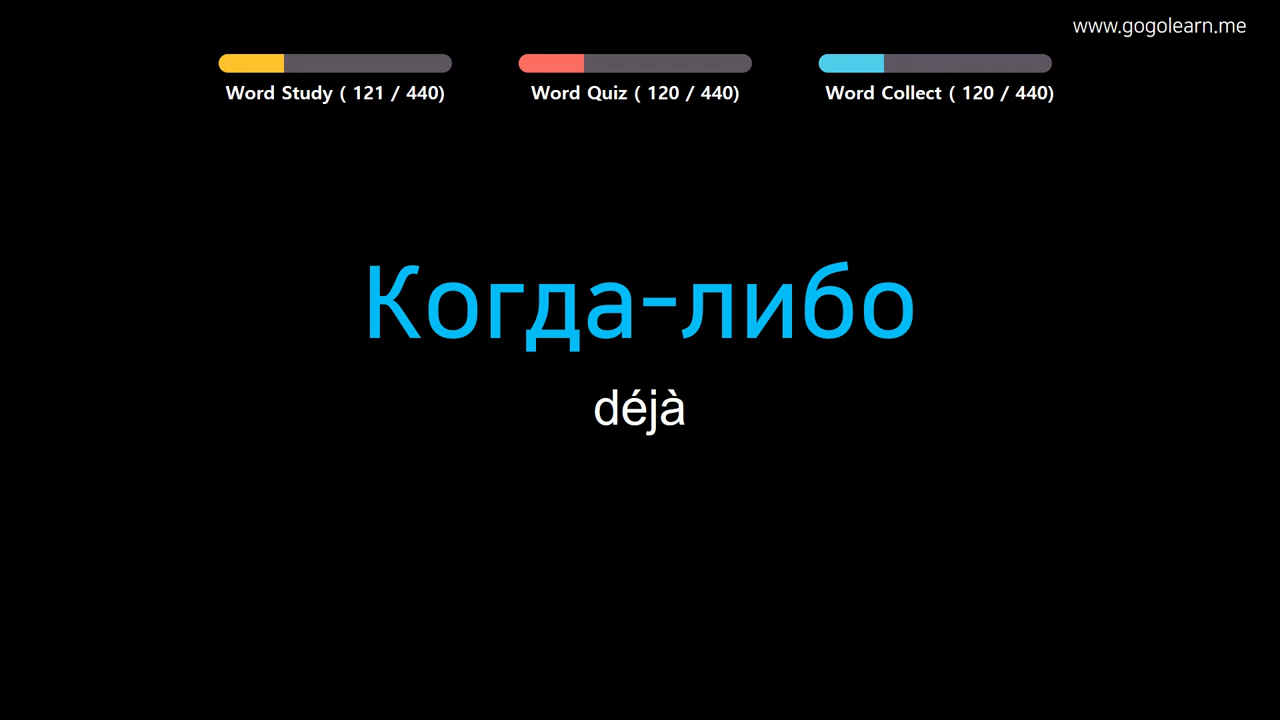 www.gogolearn.me
Word Study ( 121 / 440)
Word Quiz ( 120 / 440)
Word Collect ( 120 / 440)
Когда-либо
déjà